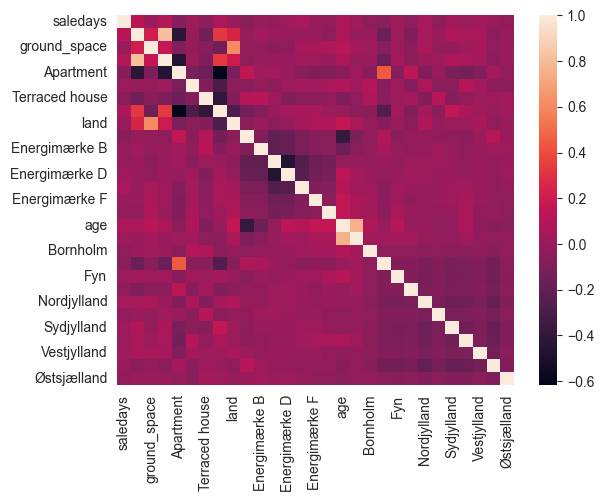 saledays
ground_space
Apartment
Terraced house
land
Energimærke B
Energimærke D
Energimærke F
age
Bornholm
Fyn
Nordjylland
Sydjylland
Vestjylland
Østsjælland
saledays
ground_space
Apartment
Terraced house
land
Energimærke B
Energimærke D
Energimærke F
age
Bornholm
Fyn
Nordjylland
Sydjylland
Vestjylland
Østsjælland
1.0
0.8
0.6
0.4
0.2
0.0
−0.2
−0.4
−0.6